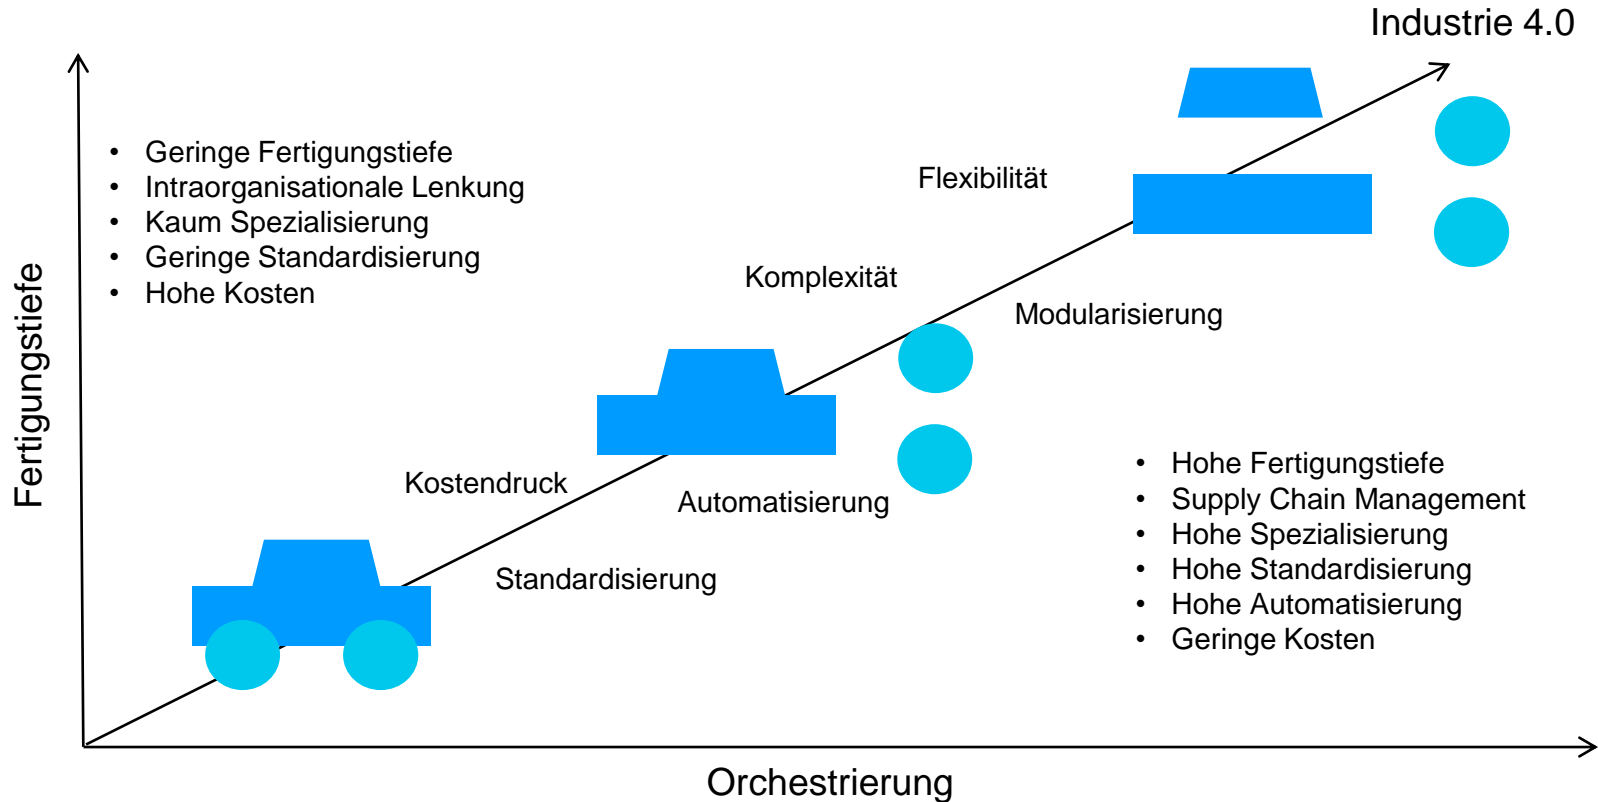 Industrie 4.0
• Geringe Fertigungstiefe
• Intraorganisationale Lenkung
• Kaum Spezialisierung
• Geringe Standardisierung
• Hohe Kosten
Flexibilität
Komplexität
Modularisierung
Fertigungstiefe
Kostendruck
Automatisierung
Standardisierung
• Hohe Fertigungstiefe
• Supply Chain Management
• Hohe Spezialisierung
• Hohe Standardisierung
• Hohe Automatisierung
• Geringe Kosten
Orchestrierung